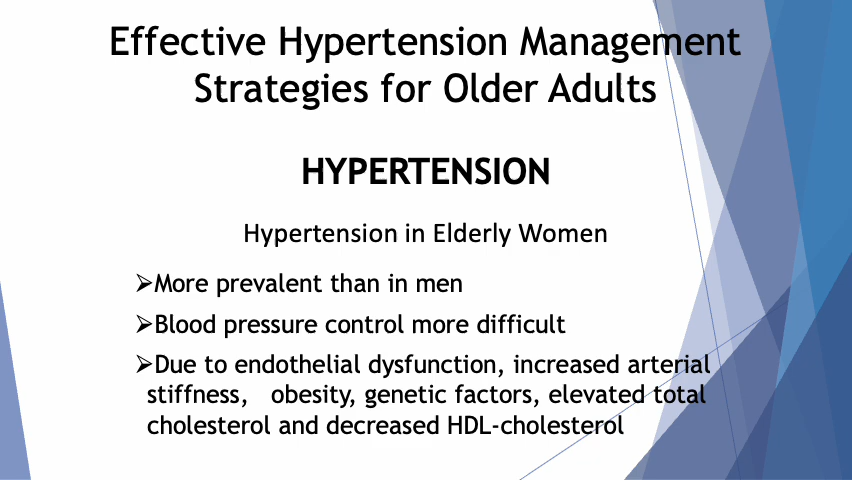 Effective Hypertension Management
Strategies for Older Adults
HYPERTENSION
Hypertension in Elderly Women
➢More prevalent than in men
➢Blood pressure control more difficult
➢Due to endothelial dysfunction, increased arterial
stiffness, obesity, genetic factors, elevated total
cholesterol and decreased HDL-cholesterol